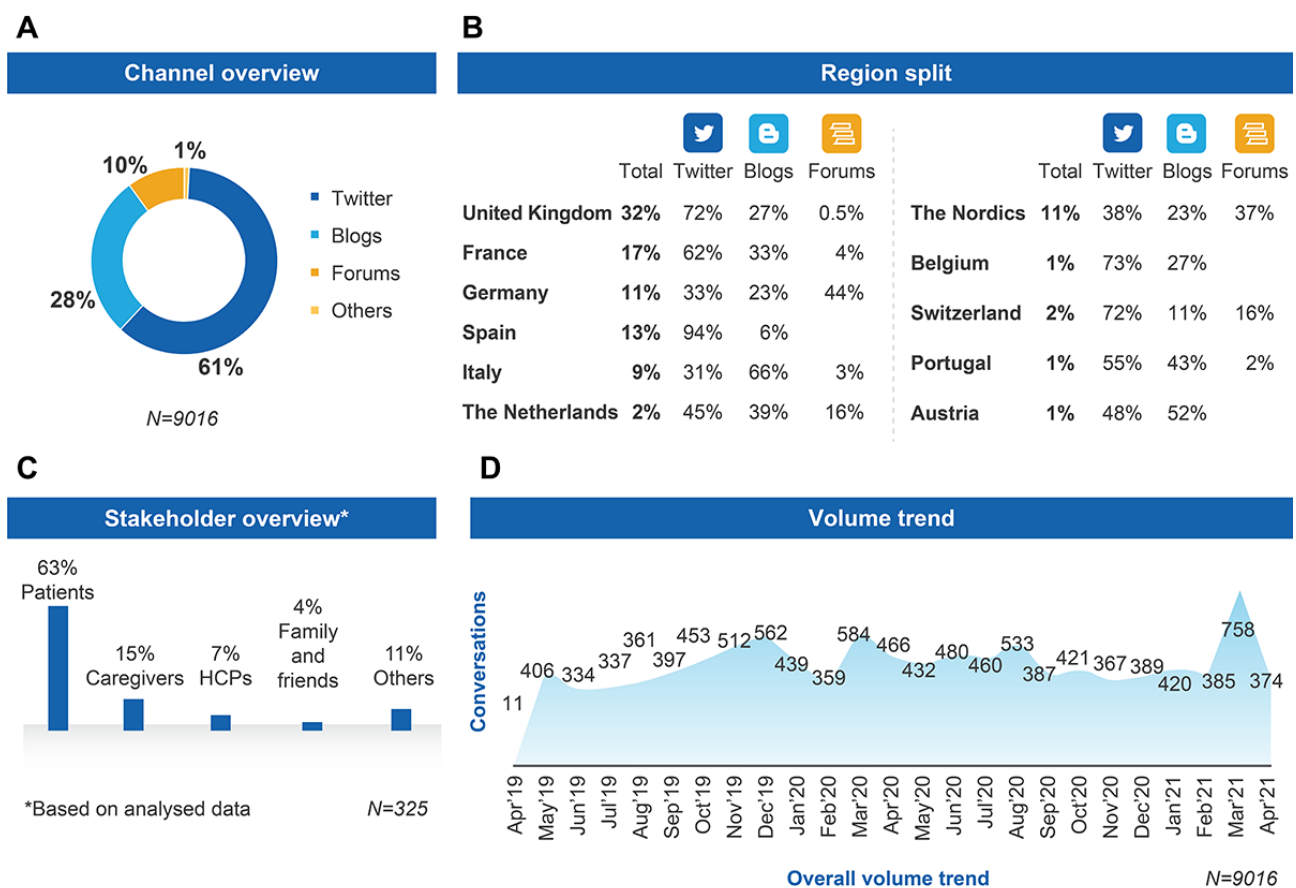 A
Channel overview
10%
1%
28%
61%
Twitter
Blogs
Forums
Others
N=9016
B
Region split
Total Twitter Blogs Forums
United Kingdom 32% 72% 27% 0.5%
France 17% 62% 33% 4%
Germany 11% 33% 23% 44%
Spain 13% 94% 6%
Italy 9% 31% 66% 3%
The Netherlands 2% 45% 39% 16%
Total Twitter Blogs Forums
The Nordics 11% 38% 23% 37%
Belgium 1% 73% 27%
Switzerland 2% 72% 11% 16%
Portugal 1% 55% 43% 2%
Austria 1% 48% 52%
C
Stakeholder overview*
63%
Patients
15%
Caregivers
7%
HCPs
4%
Family
and
friends
11%
Others
*Based on analysed data
N=325
D
Volume trend
Conversations
11 406 334 337 361 397 453 512 562 439 359 584 466 432 480 460 533 387 421 367 389 420 385 758 374
Apr'19 May'19 Jun'19 Jul'19 Aug'19 Sep'19 Oct'19 Nov'19 Dec'19 Jan'20 Feb'20 Mar'20 Apr'20 May'20 Jun'20 Jul'20 Aug'20 Sep'20 Oct'20 Nov'20 Dec'20 Jan'21 Feb'21 Mar'21 Apr'21
Overall volume trend
N=9016